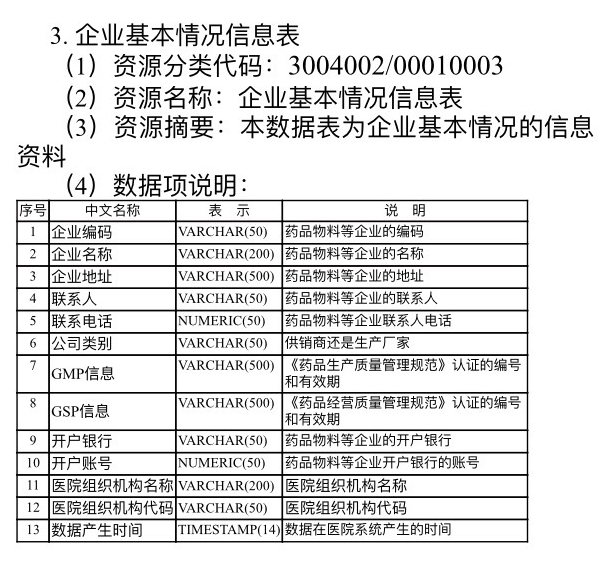 3. 企业基本情况信息表
（1）资源分类代码：3004002/00010003
（2）资源名称：企业基本情况信息表
（3）资源摘要：本数据表为企业基本情况的信息
资料
（4）数据项说明：
序号 中文名称 表 示 说 明
1 企业编码 VARCHAR(50) 药品物料等企业的编码
2 企业名称 VARCHAR(200) 药品物料等企业的名称
3 企业地址 VARCHAR(500) 药品物料等企业的地址
4 联系人 VARCHAR(50) 药品物料等企业的联系人
5 联系电话 NUMERIC(50) 药品物料等企业联系人电话
6 公司类别 VARCHAR(50) 供销商还是生产厂家
7 GMP信息 VARCHAR(500) 《药品生产质量管理规范》认证的编号
和有效期
8 GSP信息 VARCHAR(500) 《药品经营质量管理规范》认证的编号
和有效期
9 开户银行 VARCHAR(50) 药品物料等企业的开户银行
10 开户账号 NUMERIC(50) 药品物料等企业开户银行的账号
11 医院组织机构名称 VARCHAR(200) 医院组织机构名称
12 医院组织机构代码 VARCHAR(50) 医院组织机构代码
13 数据产生时间 TIMESTAMP(14) 数据在医院系统产生的时间